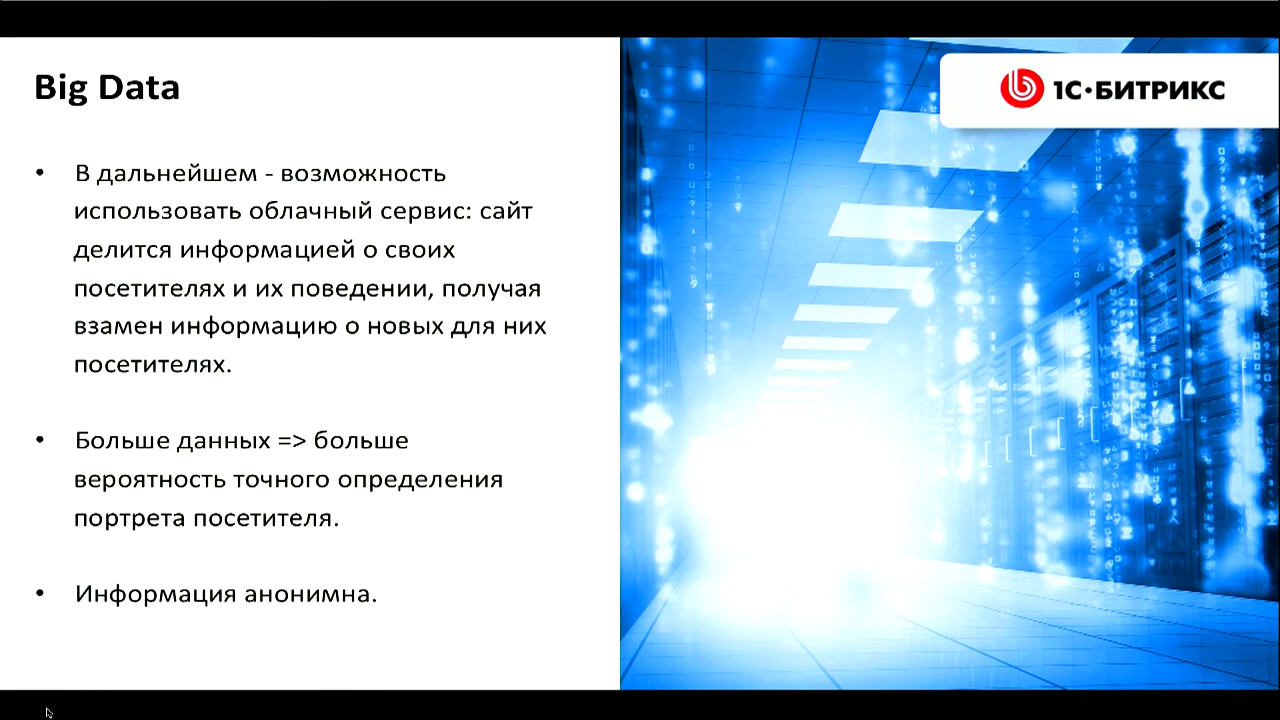 Big Data
1С·БИТРИКС
• В дальнейшем - возможность
использовать облачный сервис: сайт
делится информацией о своих
посетителях и их поведении, получая
взамен информацию о новых для них
посетителях.
• Больше данных => больше
вероятность точного определения
портрета посетителя.
• Информация анонимна.